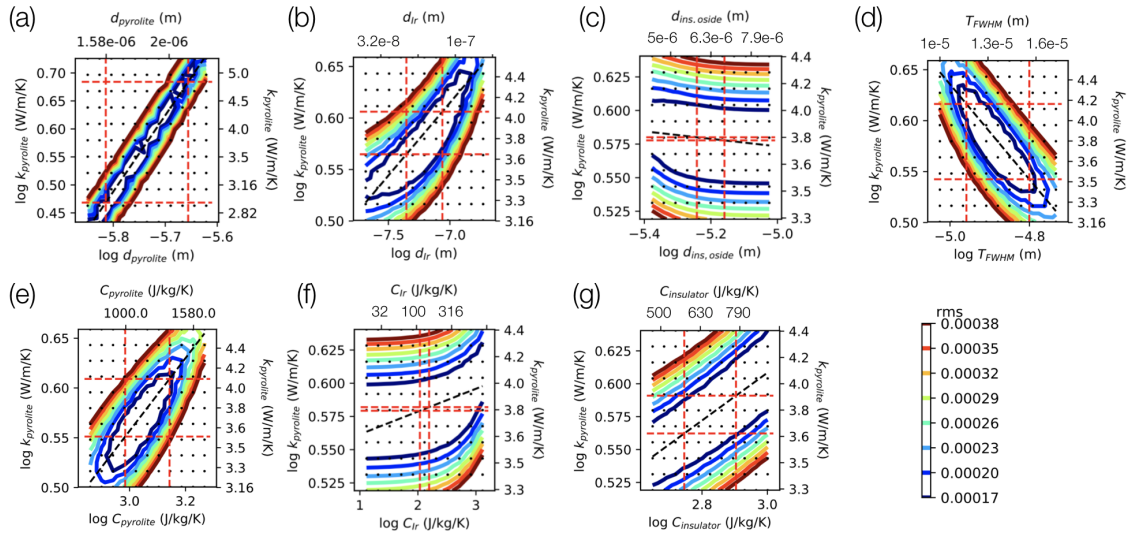 (a)
d_pyrolite (m)
1.58e-06 2e-06
log k_pyrolite (W/m/K)
0.70
0.65
0.60
0.55
0.50
0.45
5.0
4.5
4.0
3.5
3.16
2.82
k_pyrolite (W/m/K)
−5.8 −5.7 −5.6
log d_pyrolite (m)
(b)
d_Ir (m)
3.2e-8 1e-7
log k_pyrolite (W/m/K)
0.65
0.60
0.55
0.50
4.4
4.2
4.0
3.8
3.6
3.5
3.3
3.16
k_pyrolite (W/m/K)
−7.5 −7.0
log d_Ir (m)
(c)
d_ins,oside (m)
5e-6 6.3e-6 7.9e-6
log k_pyrolite (W/m/K)
0.625
0.600
0.575
0.550
0.525
4.4
4.2
4.0
3.8
3.6
3.5
3.3
k_pyrolite (W/m/K)
−5.4 −5.2 −5.0
log d_ins,oside (m)
(d)
T_FWHM (m)
1e-5 1.3e-5 1.6e-5
log k_pyrolite (W/m/K)
0.65
0.60
0.55
0.50
4.4
4.2
4.0
3.8
3.6
3.5
3.3
3.16
k_pyrolite (W/m/K)
−5.0 −4.8
log T_FWHM (m)
(e)
C_pyrolite (J/kg/K)
1000.0 1580.0
log k_pyrolite (W/m/K)
0.65
0.60
0.55
0.50
4.4
4.2
4.0
3.8
3.6
3.5
3.3
3.16
k_pyrolite (W/m/K)
3.0 3.2
log C_pyrolite (J/kg/K)
(f)
C_Ir (J/kg/K)
32 100 316
log k_pyrolite (W/m/K)
0.625
0.600
0.575
0.550
0.525
4.4
4.2
4.0
3.8
3.6
3.5
3.3
k_pyrolite (W/m/K)
1 2 3
log C_Ir (J/kg/K)
(g)
C_insulator (J/kg/K)
500 630 790
log k_pyrolite (W/m/K)
0.625
0.600
0.575
0.550
0.525
4.4
4.2
4.0
3.8
3.6
3.5
3.3
k_pyrolite (W/m/K)
2.8 3.0
log C_insulator (J/kg/K)
rms
0.00038
0.00035
0.00032
0.00029
0.00026
0.00023
0.00020
0.00017